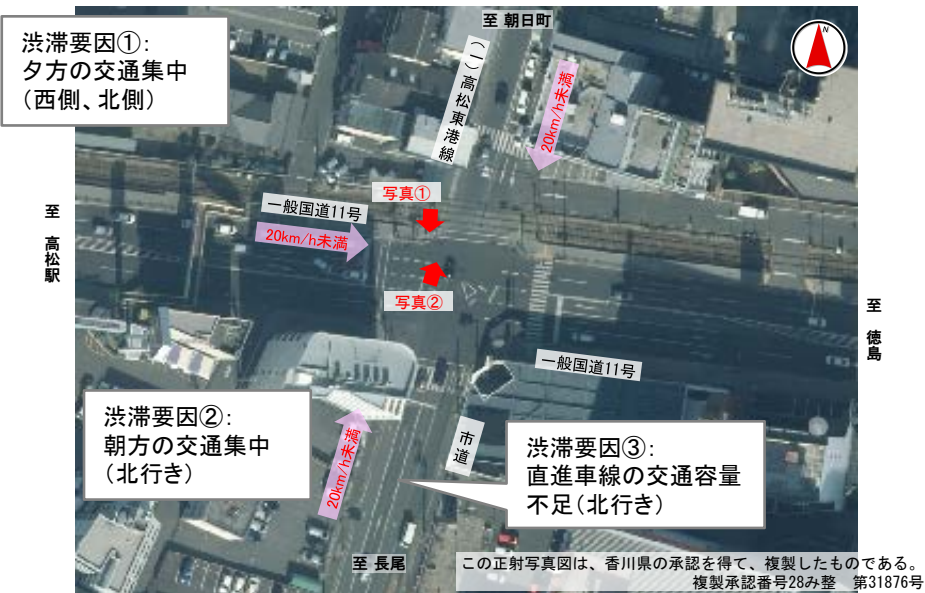 至 朝日町
N
渋滞要因①:
夕方の交通集中
(西側、北側)
(一)高松東港線
20km/h未満
写真①
一般国道11号
20km/h未満
至 高松駅
写真②
至 徳島
一般国道11号
渋滞要因②:
朝方の交通集中
(北行き)
20km/h未満
市道
渋滞要因③:
直進車線の交通容量
不足(北行き)
至 長尾
この正射写真図は、香川県の承認を得て、複製したものである。
複製承認番号28み整 第31876号